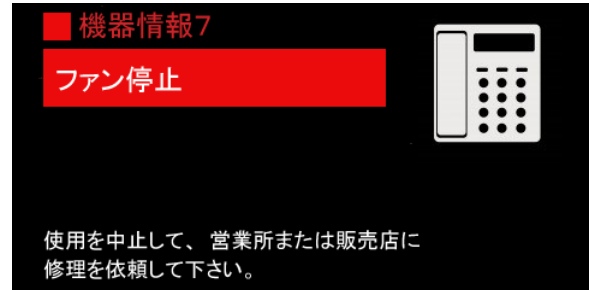 機器情報7
ファン停止
使用を中止して、営業所または販売店に
修理を依頼して下さい。